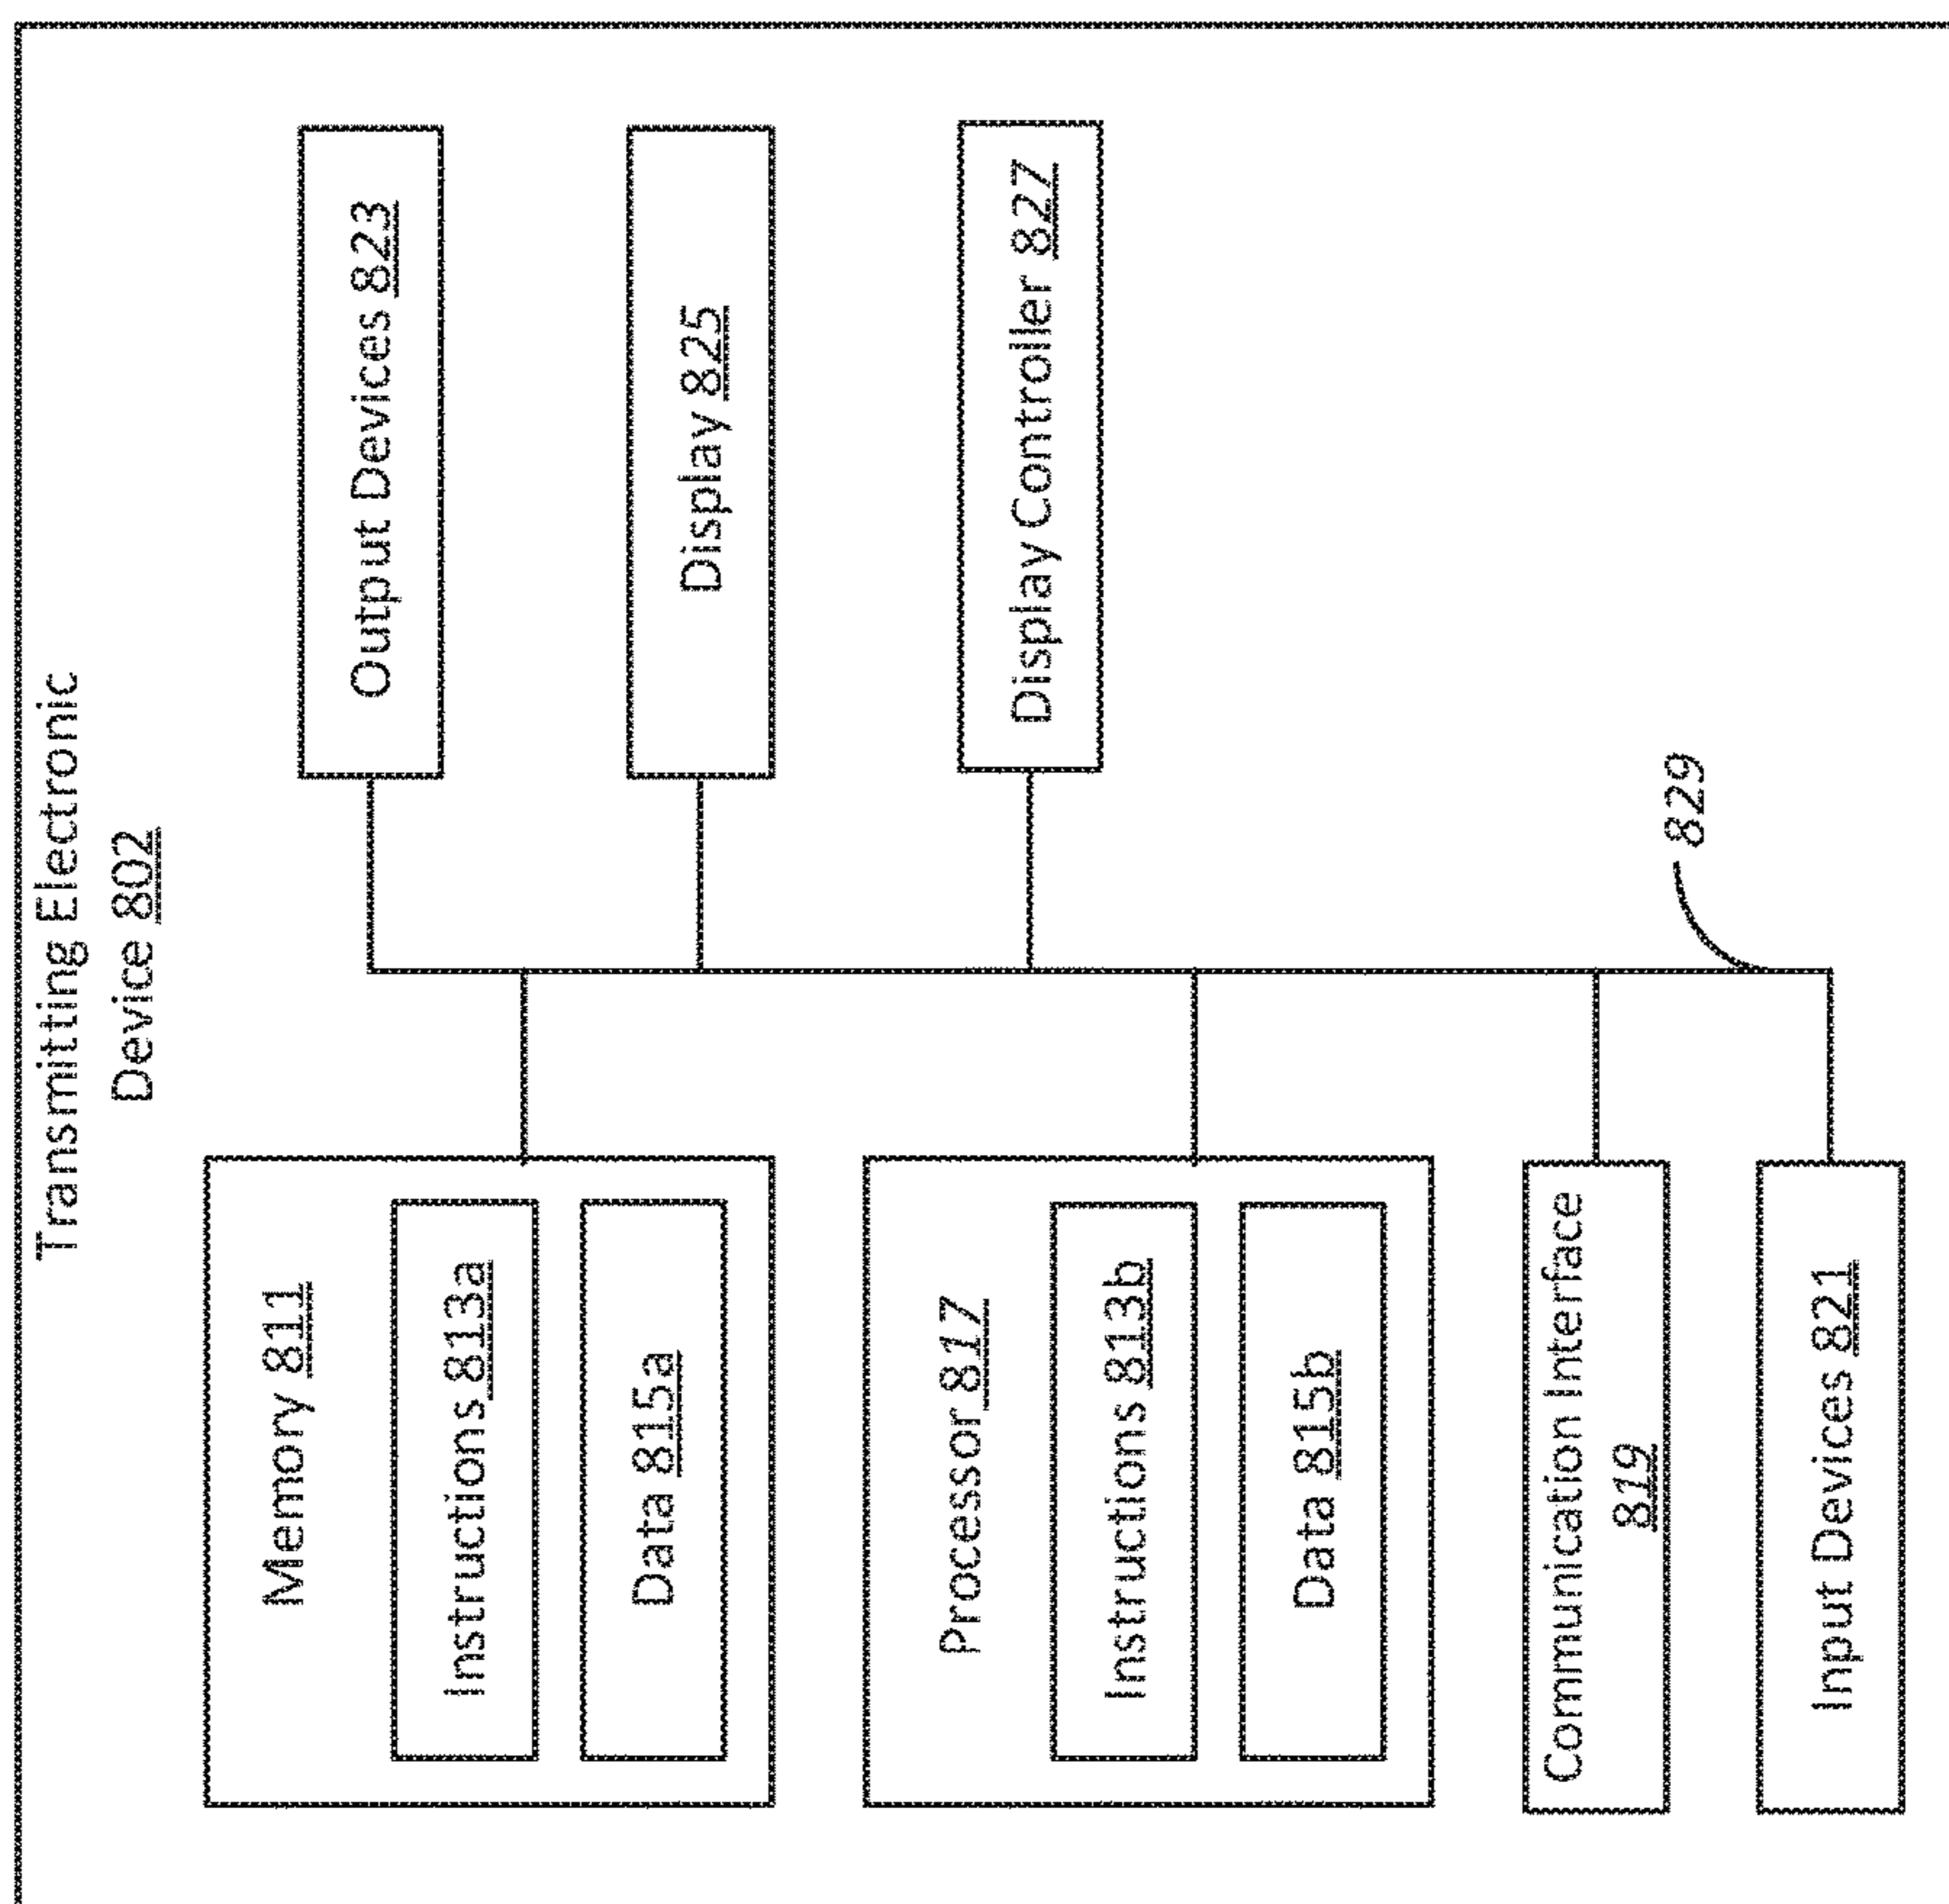 Transmitting Electronic
Device 802
Memory 811
Instructions 813a
Data 815a
Processor 817
Instructions 813b
Data 815b
Communication Interface
819
Input Devices 821
Output Devices 823
Display 825
Display Controller 827
829